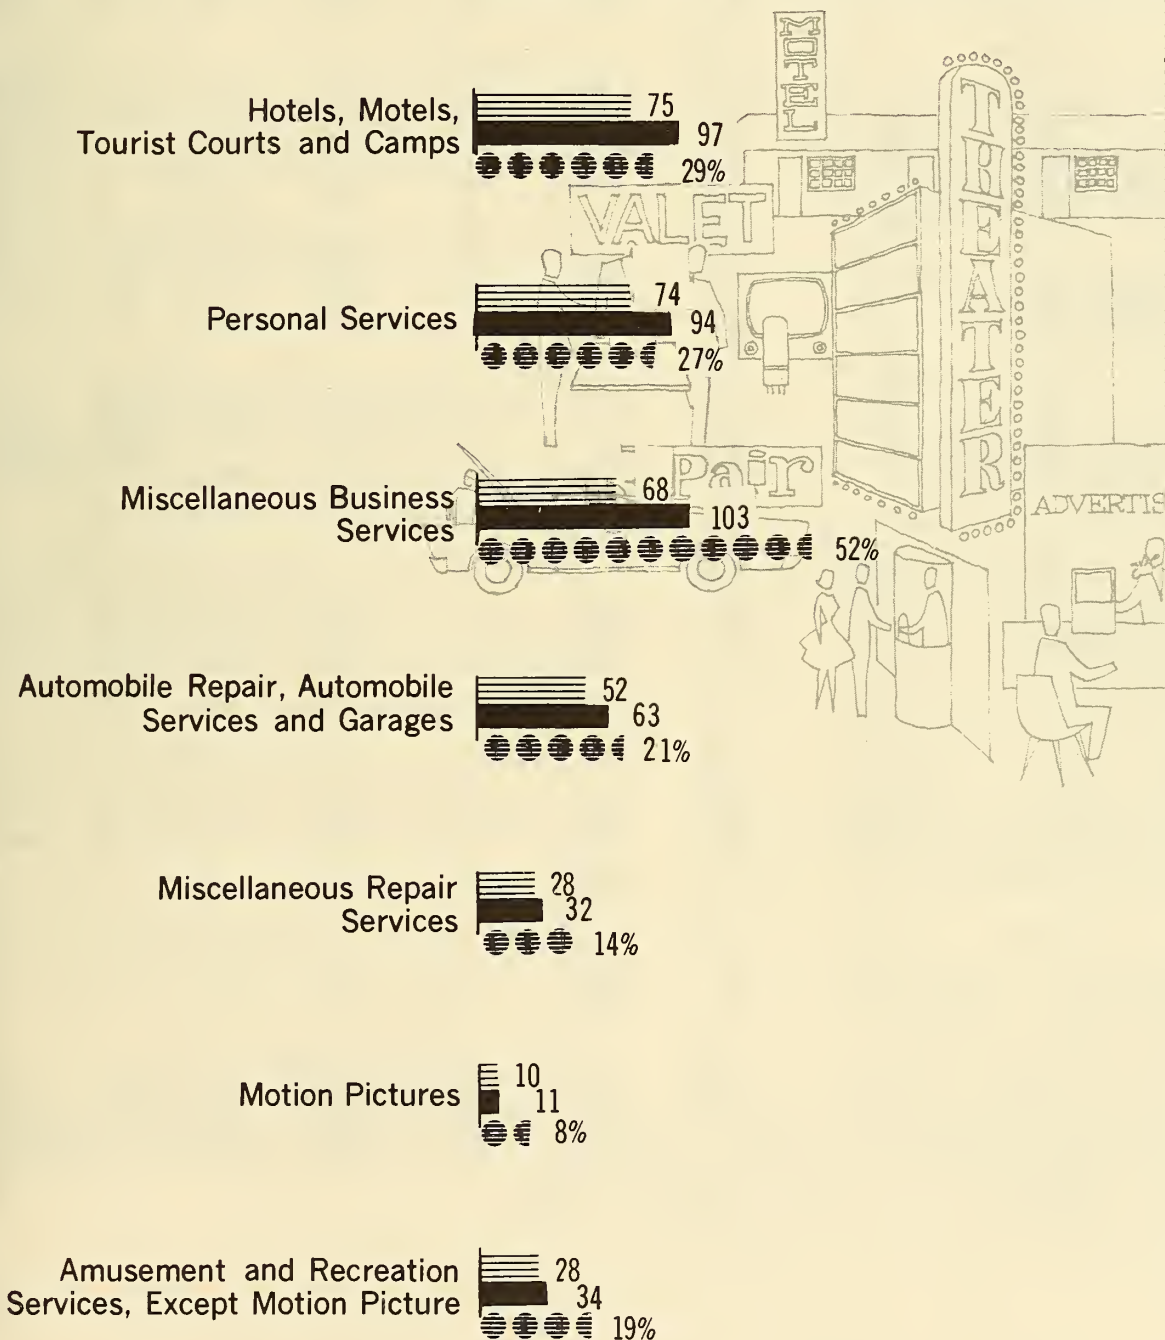 MOTEL
THEATER
Hotels, Motels,
Tourist Courts and Camps
75
97
29%
VALET
Personal Services
74
94
27%
Pair
Miscellaneous Business
Services
68
103
52%
ADVERTIS
Automobile Repair, Automobile
Services and Garages
52
63
21%
Miscellaneous Repair
Services
28
32
14%
Motion Pictures
10
11
8%
Amusement and Recreation
Services, Except Motion Picture
28
34
19%